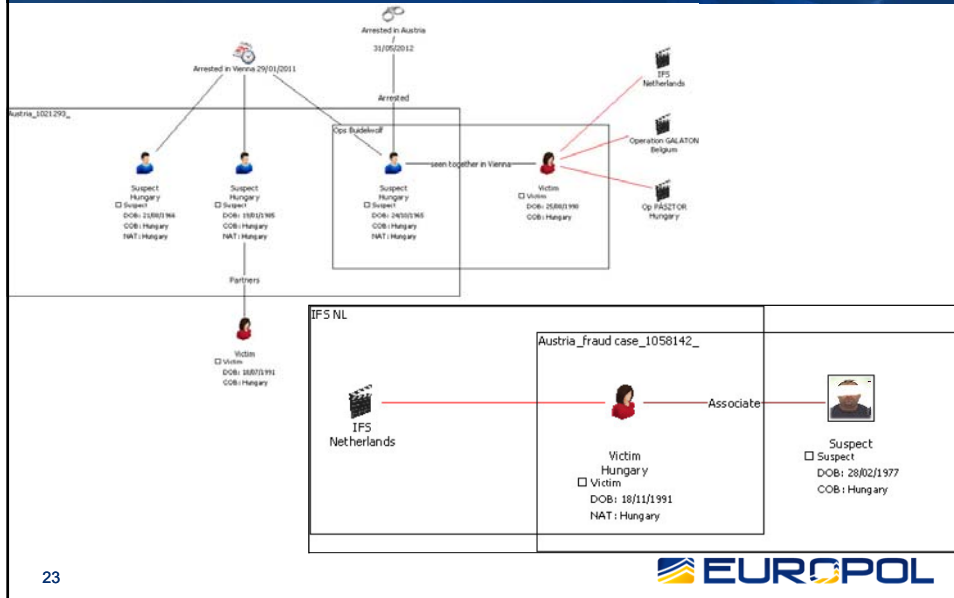 Arrested in Austria
/
31/05/2012
Arrested in Vienna 29/01/2011
Arrested
IFS
Netherlands
Austria_1021293_
Ops Buidelwolf
Operation GALATON
Belgium
seen together in Vienna
Suspect
Hungary
Suspect
DOB: 21/08/1966
COB: Hungary
NAT: Hungary
Suspect
Hungary
Suspect
DOB: 19/01/1985
COB: Hungary
NAT: Hungary
Suspect
Hungary
Suspect
DOB: 24/10/1965
COB: Hungary
NAT: Hungary
Victim
Victim
DOB: 25/08/1990
COB: Hungary
Op PASZTOR
Hungary
Partners
Victim
Victim
DOB: 18/07/1991
COB: Hungary
IFS NL
Austria_fraud case_1058142_
IFS
Netherlands
Associate
Victim
Hungary
Victim
DOB: 18/11/1991
NAT: Hungary
Suspect
Suspect
DOB: 28/02/1977
COB: Hungary
23
EUROPOL